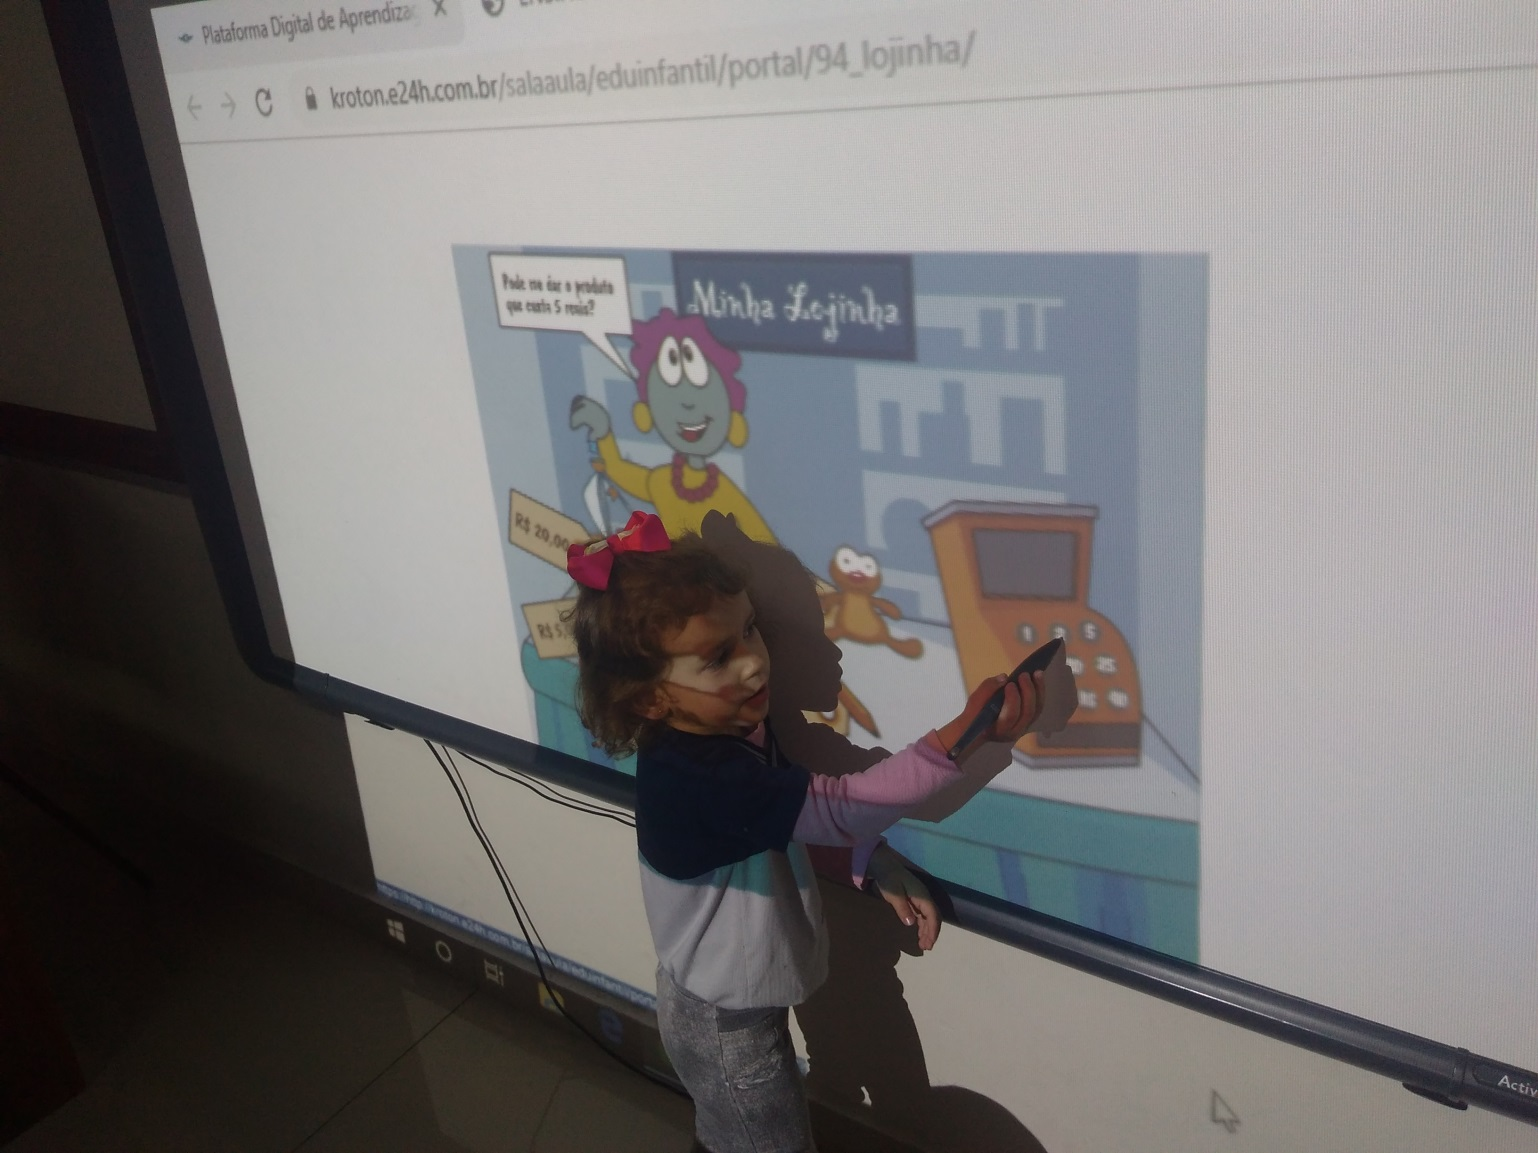 Plataforma Digital de Aprendiza
kroton.e24h.com.br/salaaula/eduinfantil/portal/94_lojinha/
Pode me dar o produto
que custa 5 reais?
Minha Lojinha
R$ 20,00
R$ 5,
1 2 5
25
Activ